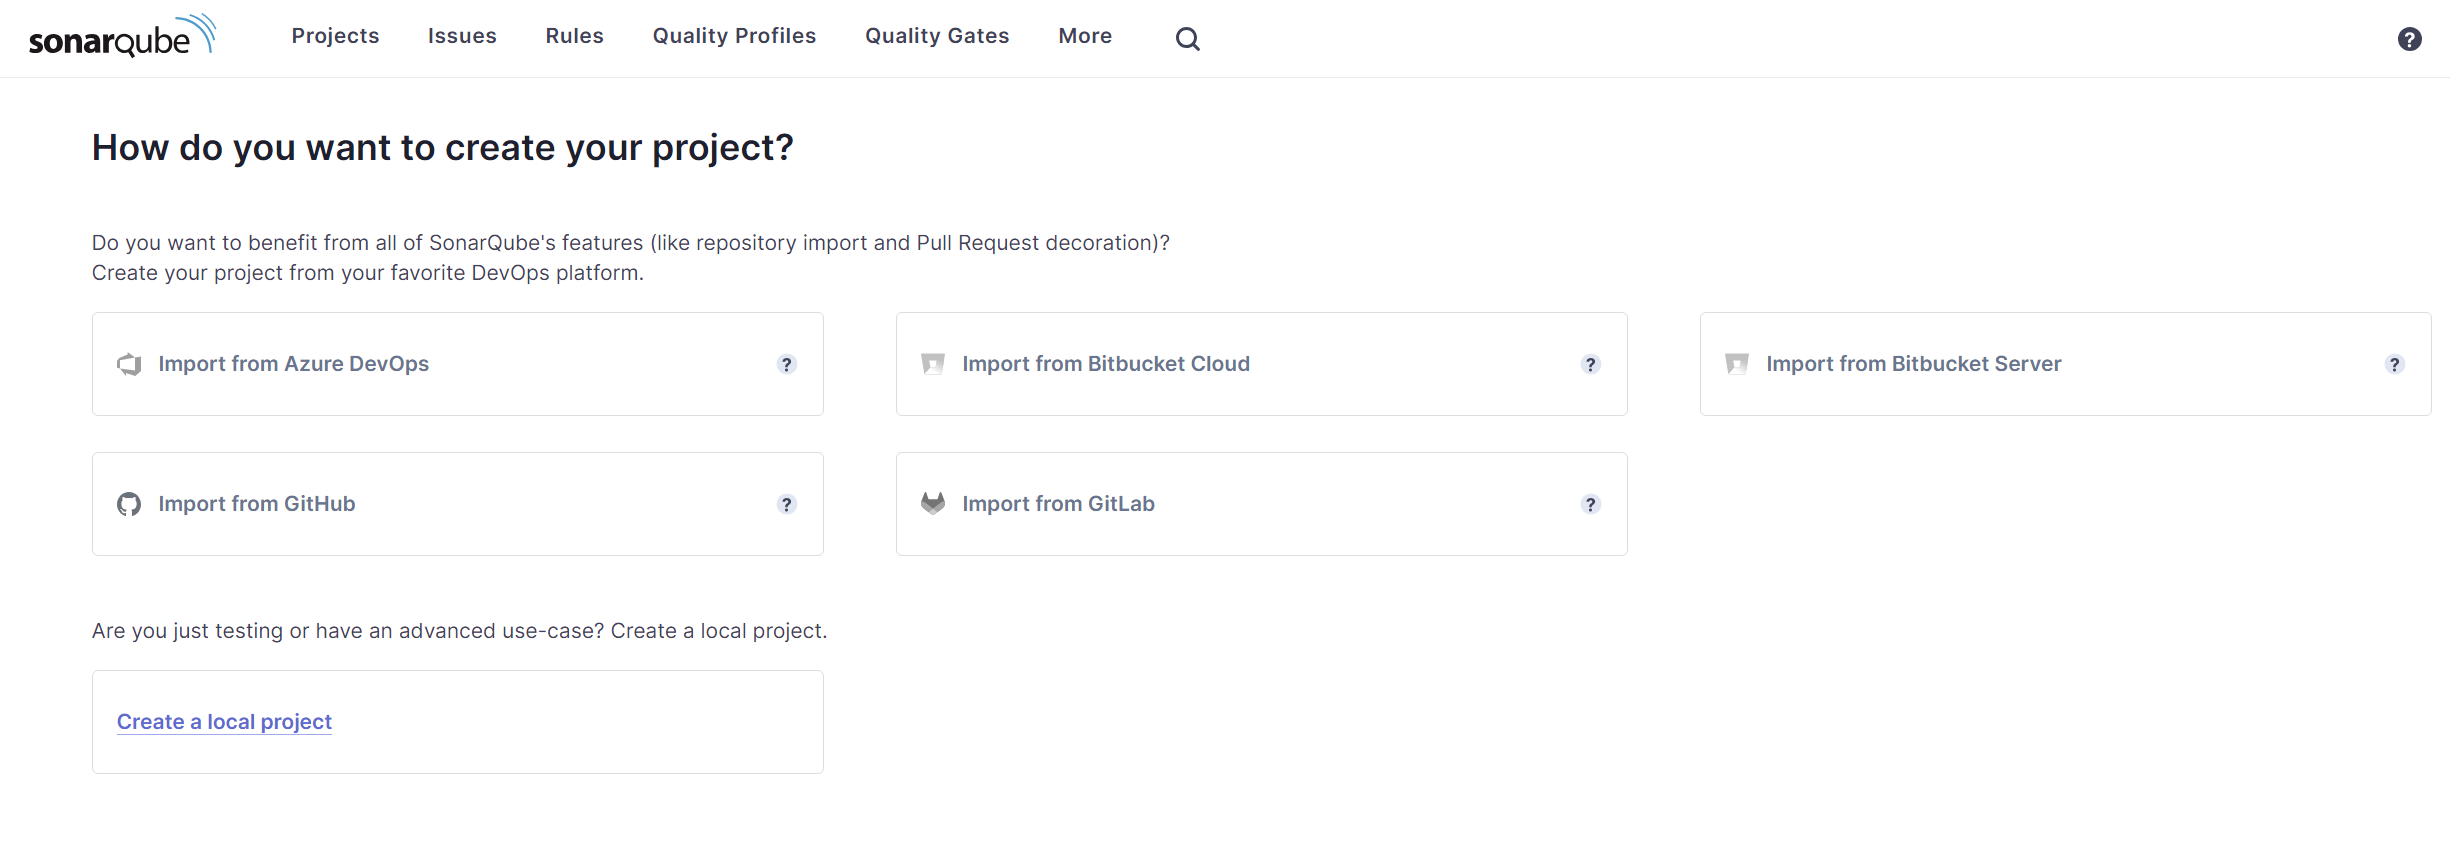 sonarqube
Projects
Issues
Rules
Quality Profiles
Quality Gates
More
?
How do you want to create your project?
Do you want to benefit from all of SonarQube's features (like repository import and Pull Request decoration)?
Create your project from your favorite DevOps platform.
Import from Azure DevOps
?
Import from Bitbucket Cloud
?
Import from Bitbucket Server
?
Import from GitHub
?
Import from GitLab
?
Are you just testing or have an advanced use-case? Create a local project.
Create a local project